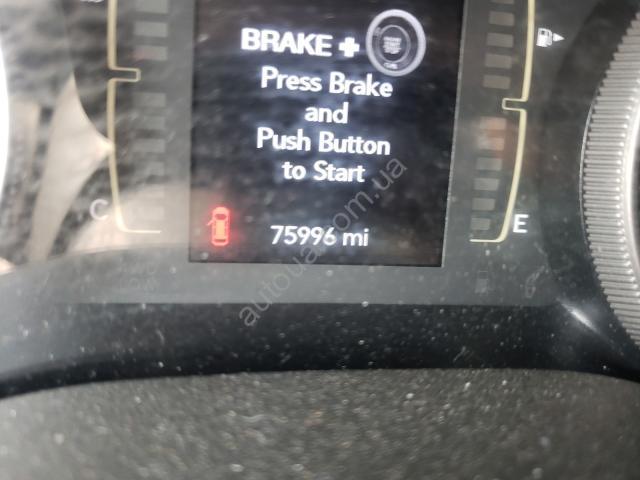 BRAKE +
Press Brake
and
Push Button
to Start
C
E
75996 mi
autoua.com.ua